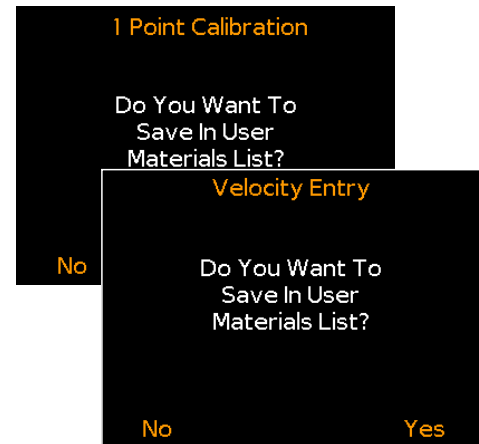 1 Point Calibration
Do You Want To
Save In User
Materials List?
No
Velocity Entry
Do You Want To
Save In User
Materials List?
No Yes